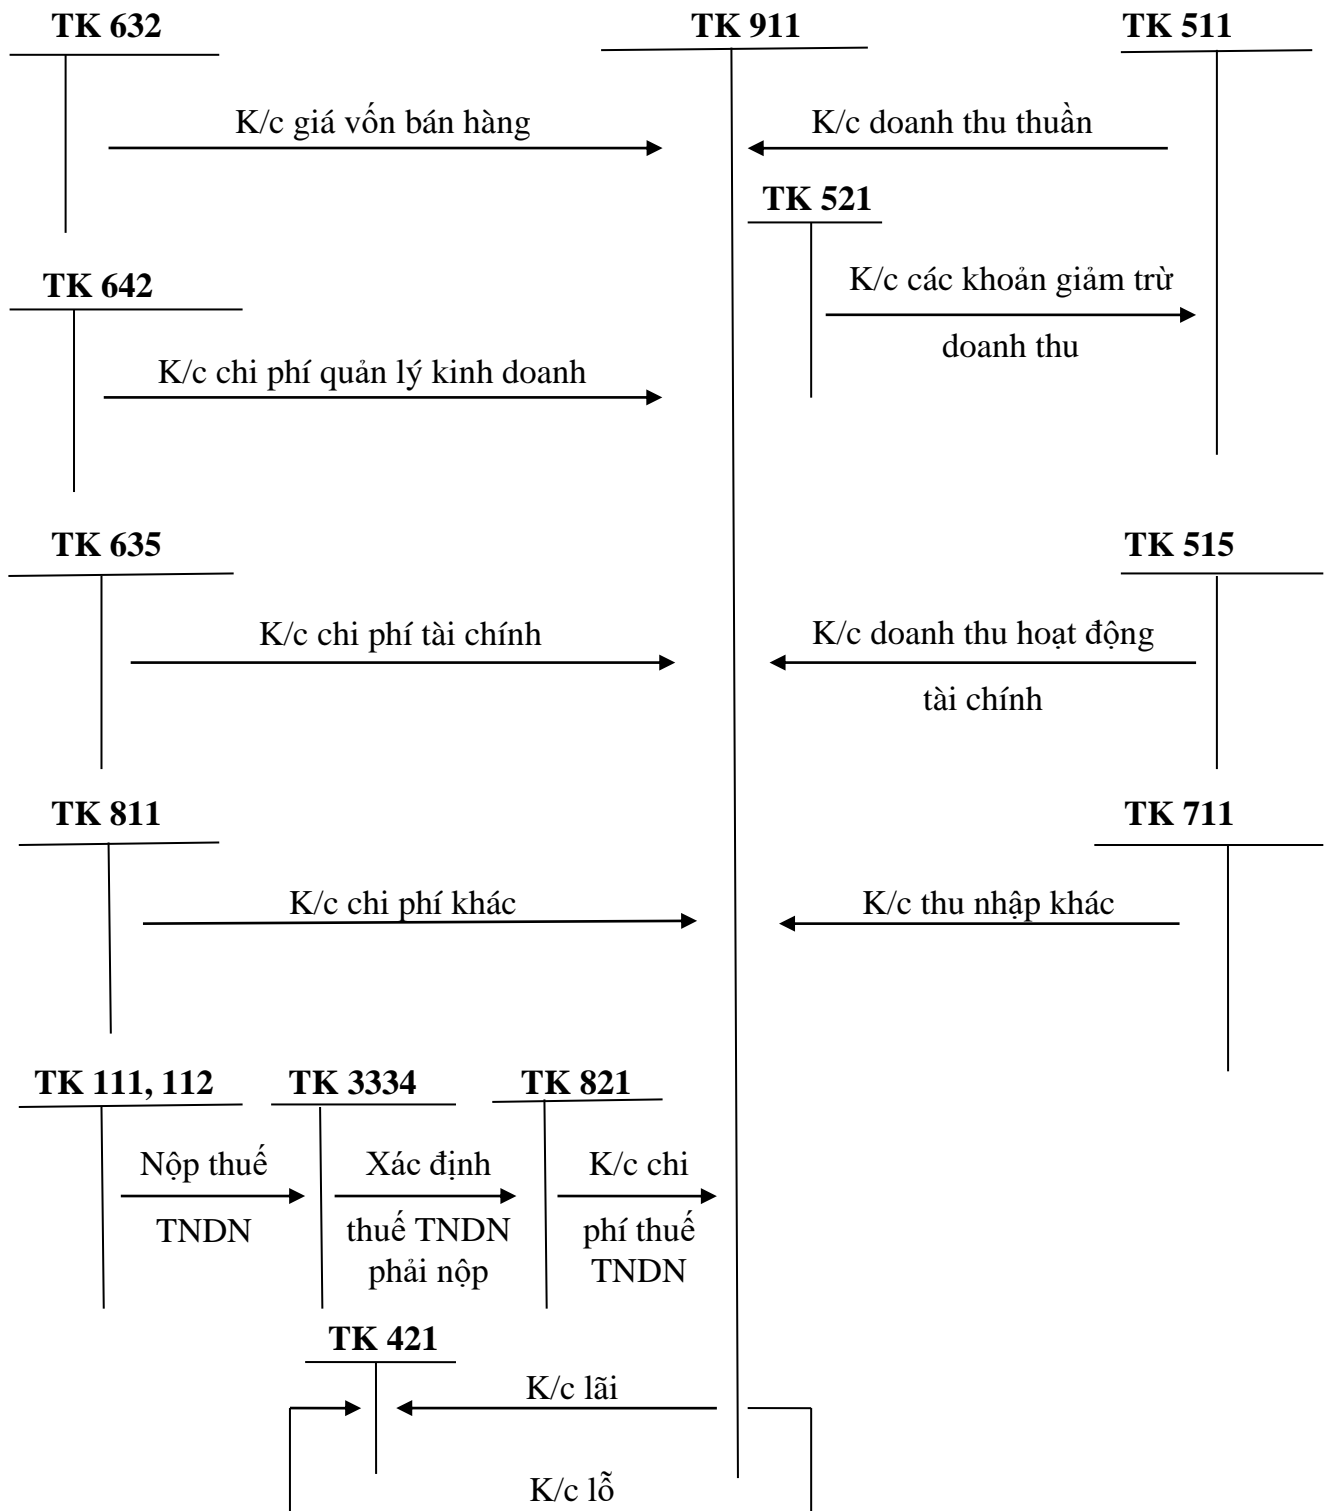 TK 632
TK 911
TK 511
K/c giá vốn bán hàng
K/c doanh thu thuần
TK 521
TK 642
K/c các khoản giảm trừ
doanh thu
K/c chi phí quản lý kinh doanh
TK 635
TK 515
K/c chi phí tài chính
K/c doanh thu hoạt động
tài chính
TK 811
TK 711
K/c chi phí khác
K/c thu nhập khác
TK 111, 112
TK 3334
TK 821
Nộp thuế
TNDN
Xác định
thuế TNDN
phải nộp
K/c chi
phí thuế
TNDN
TK 421
K/c lãi
K/c lỗ